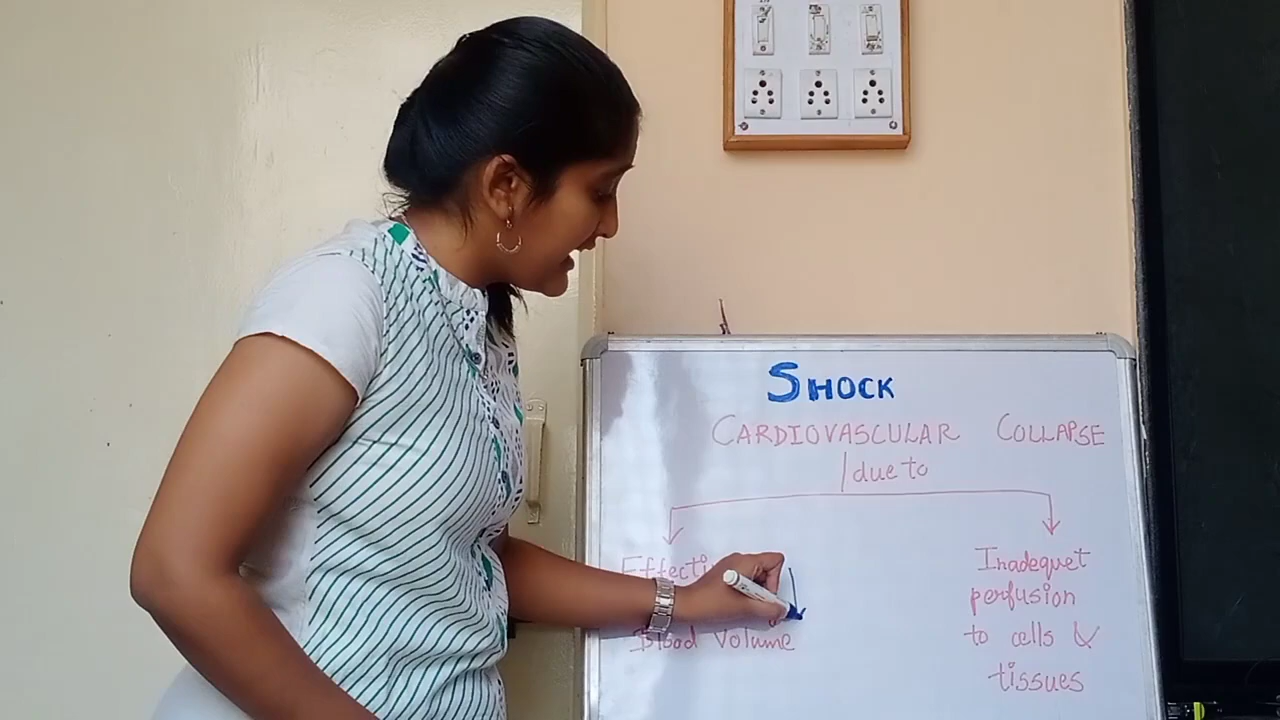 SHOCK
CARDIOVASCULAR COLLAPSE
due to
Inadequet
perfusion
Blood Volume
to cells &
tissues